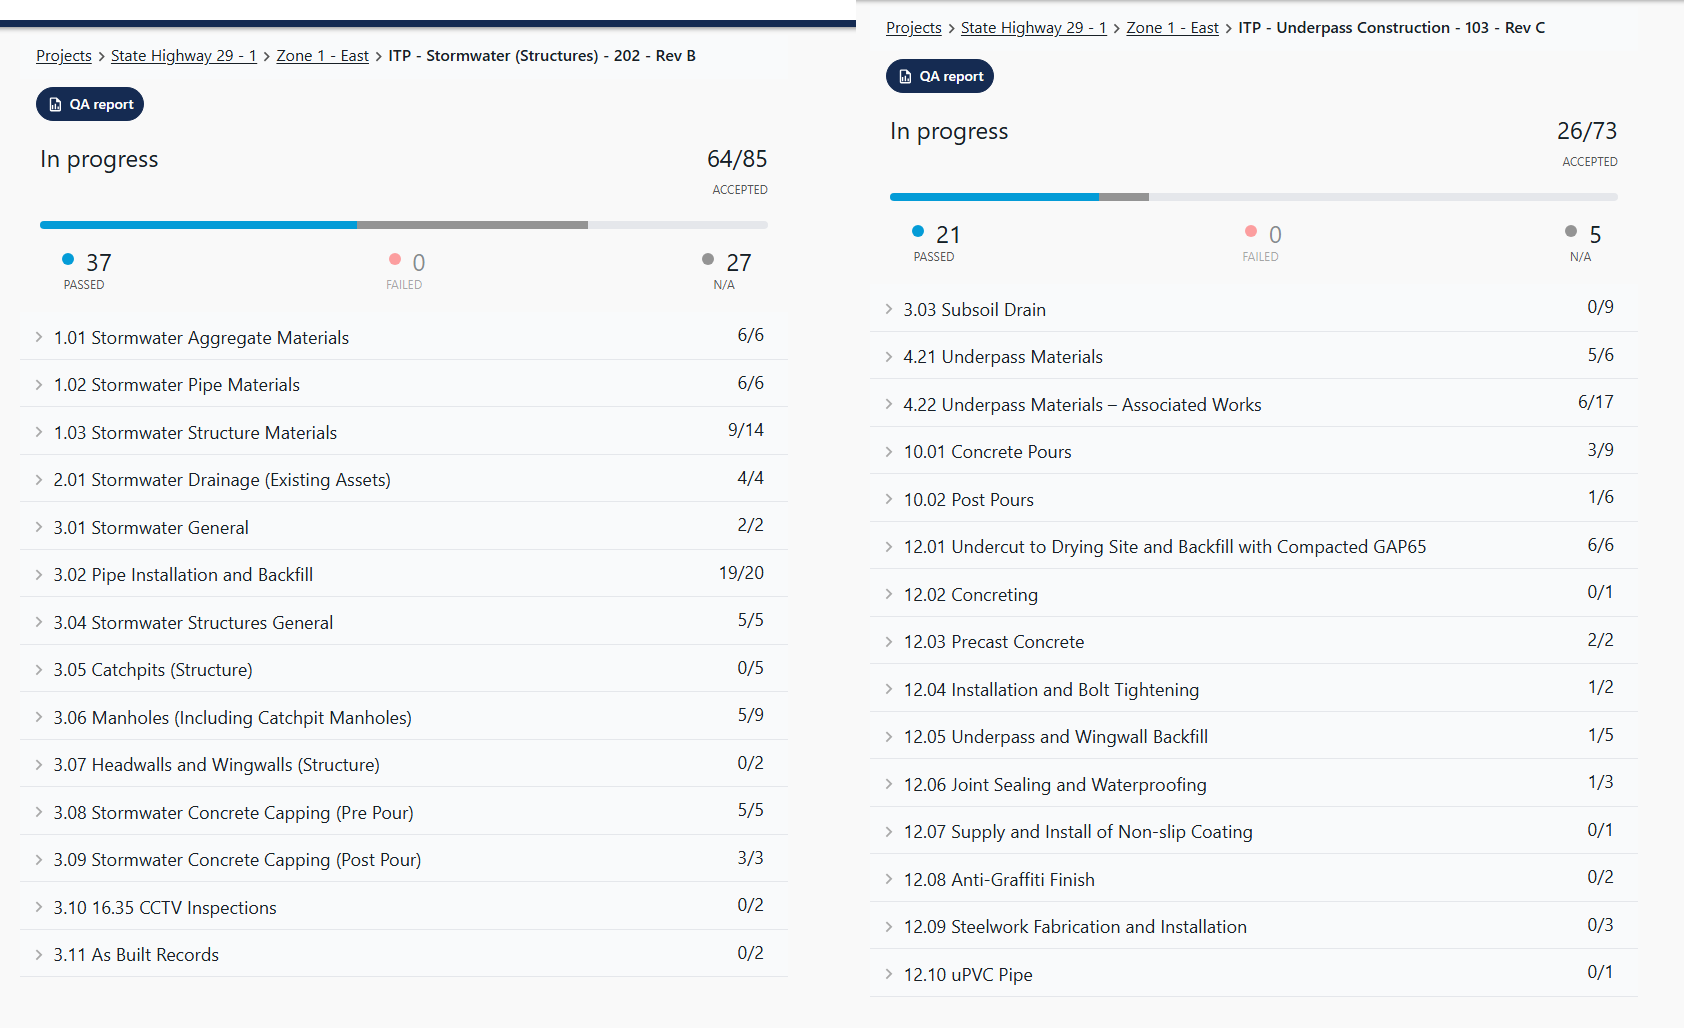 Projects > State Highway 29 - 1 > Zone 1 - East > ITP - Stormwater (Structures) - 202 - Rev B
QA report
In progress
64/85
ACCEPTED
37
PASSED
0
FAILED
27
N/A
1.01 Stormwater Aggregate Materials 6/6
1.02 Stormwater Pipe Materials 6/6
1.03 Stormwater Structure Materials 9/14
2.01 Stormwater Drainage (Existing Assets) 4/4
3.01 Stormwater General 2/2
3.02 Pipe Installation and Backfill 19/20
3.04 Stormwater Structures General 5/5
3.05 Catchpits (Structure) 0/5
3.06 Manholes (Including Catchpit Manholes) 5/9
3.07 Headwalls and Wingwalls (Structure) 0/2
3.08 Stormwater Concrete Capping (Pre Pour) 5/5
3.09 Stormwater Concrete Capping (Post Pour) 3/3
3.10 16.35 CCTV Inspections 0/2
3.11 As Built Records 0/2
Projects > State Highway 29 - 1 > Zone 1 - East > ITP - Underpass Construction - 103 - Rev C
QA report
In progress
26/73
ACCEPTED
21
PASSED
0
FAILED
5
N/A
3.03 Subsoil Drain 0/9
4.21 Underpass Materials 5/6
4.22 Underpass Materials – Associated Works 6/17
10.01 Concrete Pours 3/9
10.02 Post Pours 1/6
12.01 Undercut to Drying Site and Backfill with Compacted GAP65 6/6
12.02 Concreting 0/1
12.03 Precast Concrete 2/2
12.04 Installation and Bolt Tightening 1/2
12.05 Underpass and Wingwall Backfill 1/5
12.06 Joint Sealing and Waterproofing 1/3
12.07 Supply and Install of Non-slip Coating 0/1
12.08 Anti-Graffiti Finish 0/2
12.09 Steelwork Fabrication and Installation 0/3
12.10 uPVC Pipe 0/1